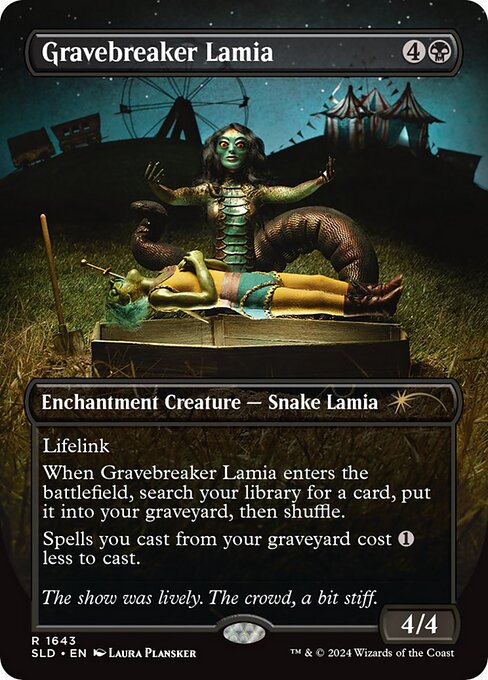 Gravebreaker Lamia 4
Enchantment Creature — Snake Lamia
Lifelink
When Gravebreaker Lamia enters the
battlefield, search your library for a card, put
it into your graveyard, then shuffle.
Spells you cast from your graveyard cost 1
less to cast.
The show was lively. The crowd, a bit stiff.
4/4
R 1643
SLD • EN Laura Plansker
™ & © 2024 Wizards of the Coast